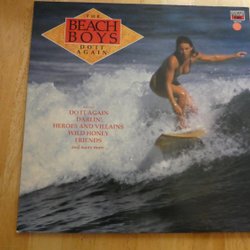 THE
BEACH
BOYS
DO IT
AGAIN
DO IT AGAIN
DARLIN'
HEROES AND VILLAINS
WILD HONEY
FRIENDS
and many more